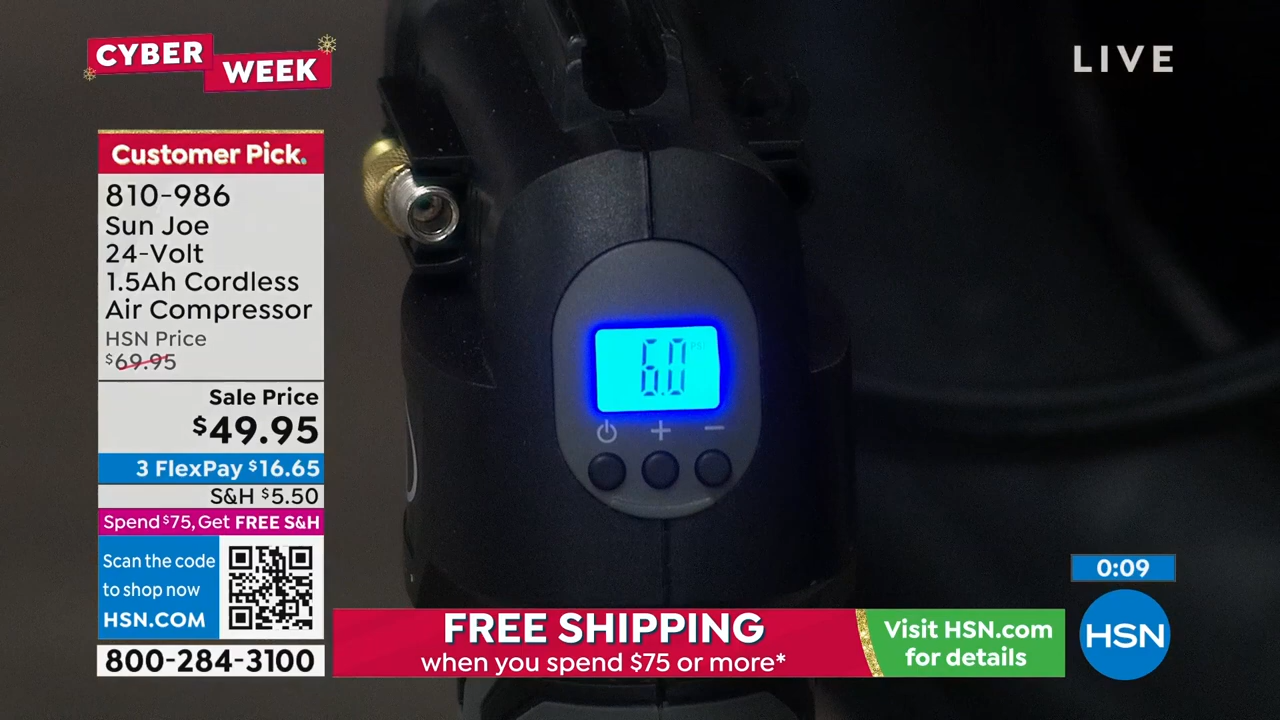 CYBER
WEEK
LIVE
Customer Pick.
810-986
Sun Joe
24-Volt
1.5Ah Cordless
Air Compressor
HSN Price
$69.95
Sale Price
$49.95
3 FlexPay $16.65
S&H $5.50
Spend $75, Get FREE S&H
Scan the code
to shop now
HSN.COM
800-284-3100
6.0 PSI
FREE SHIPPING
when you spend $75 or more*
Visit HSN.com
for details
0:09
HSN